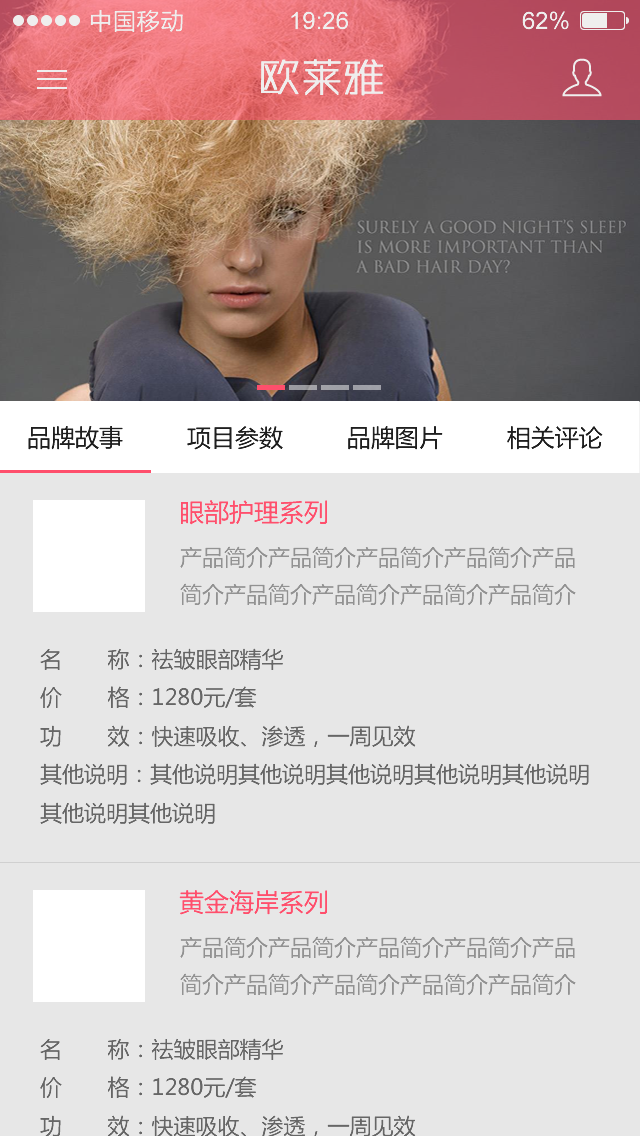 中国移动 19:26 62%
欧莱雅
SURELY A GOOD NIGHT'S SLEEP
IS MORE IMPORTANT THAN
A BAD HAIR DAY?
品牌故事 项目参数 品牌图片 相关评论
眼部护理系列
产品简介产品简介产品简介产品简介产品
简介产品简介产品简介产品简介产品简介
名 称：祛皱眼部精华
价 格：1280元/套
功 效：快速吸收、渗透，一周见效
其他说明：其他说明其他说明其他说明其他说明其他说明
其他说明其他说明
黄金海岸系列
产品简介产品简介产品简介产品简介产品
简介产品简介产品简介产品简介产品简介
名 称：祛皱眼部精华
价 格：1280元/套
功 效：快速吸收、渗透，一周见效